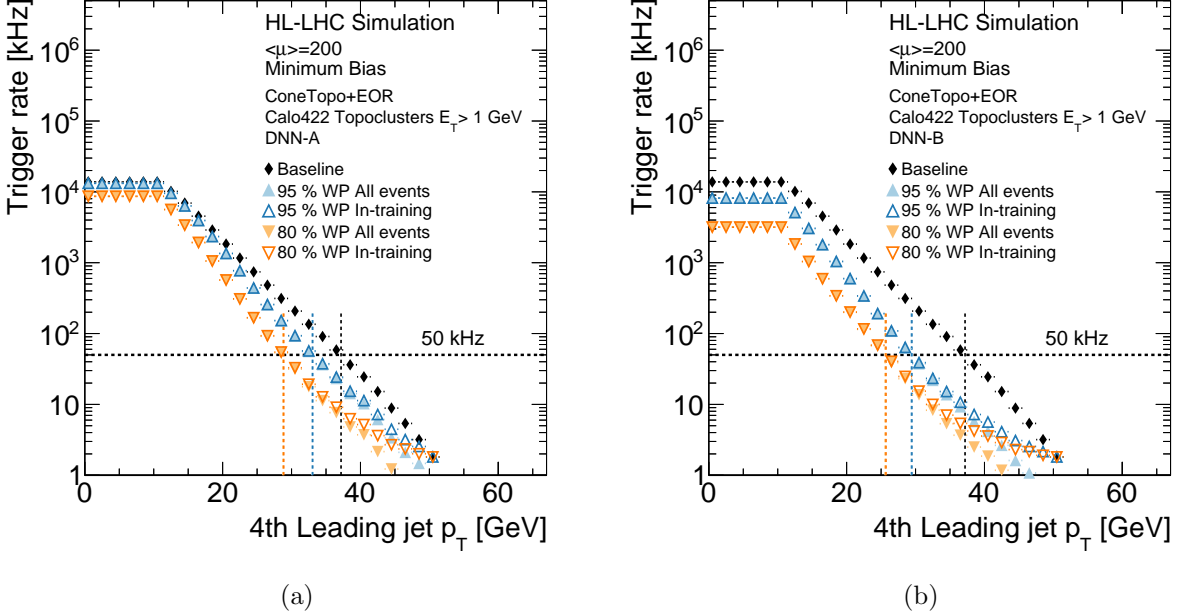 HL-LHC Simulation
<μ>=200
Minimum Bias
ConeTopo+EOR
Calo422 Topoclusters E_T> 1 GeV
DNN-A
Baseline
95 % WP All events
95 % WP In-training
80 % WP All events
80 % WP In-training
50 kHz
Trigger rate [kHz]
10^6
10^5
10^4
10^3
10^2
10
1
0 20 40 60
4th Leading jet p_T [GeV]
(a)
HL-LHC Simulation
<μ>=200
Minimum Bias
ConeTopo+EOR
Calo422 Topoclusters E_T> 1 GeV
DNN-B
Baseline
95 % WP All events
95 % WP In-training
80 % WP All events
80 % WP In-training
50 kHz
Trigger rate [kHz]
10^6
10^5
10^4
10^3
10^2
10
1
0 20 40 60
4th Leading jet p_T [GeV]
(b)